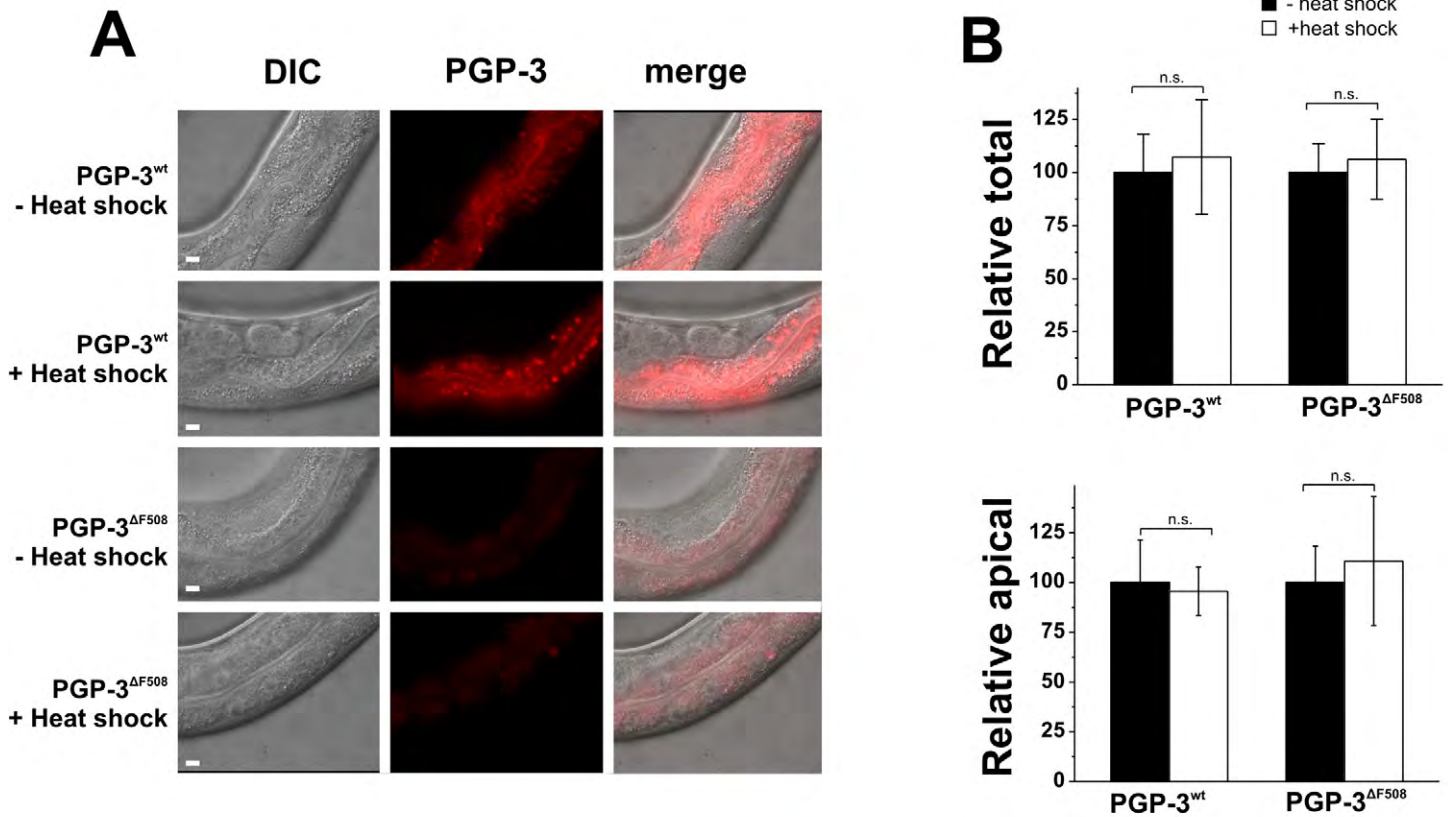 A
DIC PGP-3 merge
PGP-3wt
- Heat shock
PGP-3wt
+ Heat shock
PGP-3ΔF508
- Heat shock
PGP-3ΔF508
+ Heat shock
B
- heat shock
+heat shock
Relative total
125
100
75
50
25
0
n.s.
n.s.
PGP-3wt PGP-3ΔF508
Relative apical
125
100
75
50
25
0
n.s.
n.s.
PGP-3wt PGP-3ΔF508